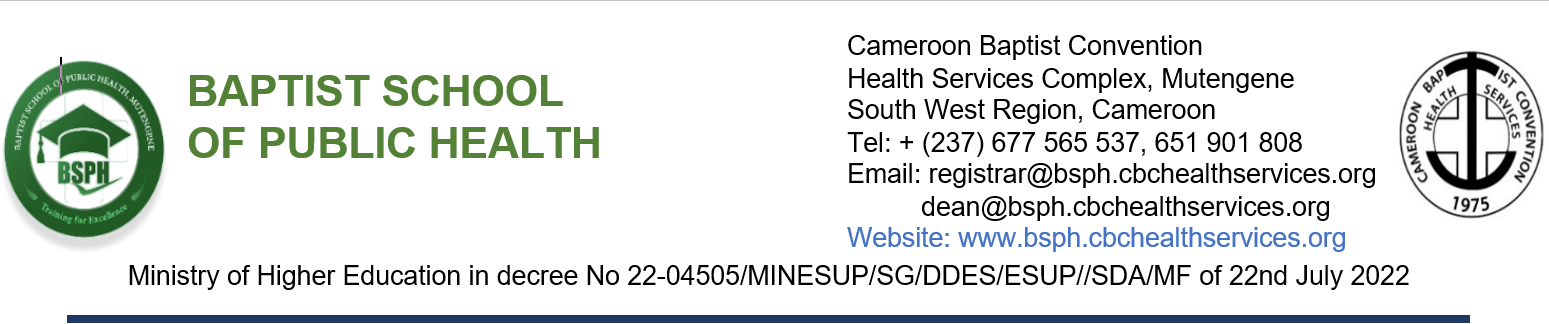 BAPTIST SCHOOL OF PUBLIC HEALTH, MUTENGENE
BSPH
Training for Excellence
BAPTIST SCHOOL
OF PUBLIC HEALTH
Cameroon Baptist Convention
Health Services Complex, Mutengene
South West Region, Cameroon
Tel: + (237) 677 565 537, 651 901 808
Email: registrar@bsph.cbchealthservices.org
dean@bsph.cbchealthservices.org
Website: www.bsph.cbchealthservices.org
CAMEROON BAPTIST CONVENTION
HEALTH SERVICES
1975
Ministry of Higher Education in decree No 22-04505/MINESUP/SG/DDES/ESUP//SDA/MF of 22nd July 2022